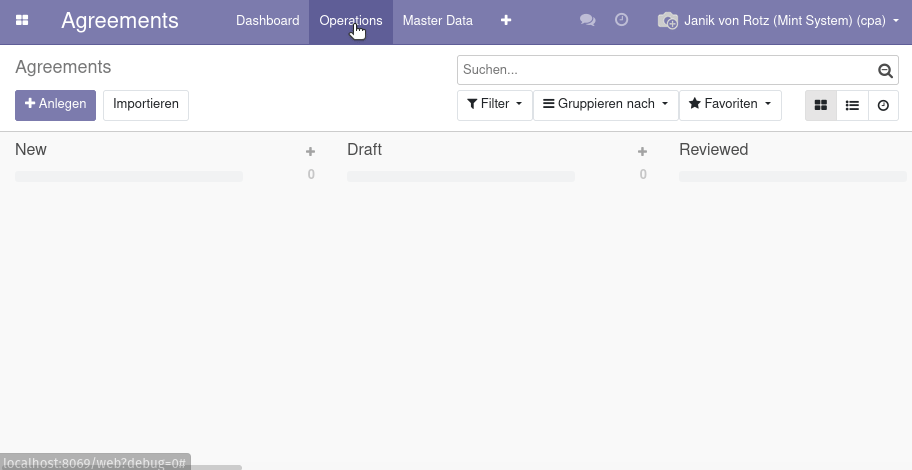 Agreements Dashboard Operations Master Data Janik von Rotz (Mint System) (cpa)
Agreements
Suchen...
Anlegen Importieren Filter Gruppieren nach Favoriten
New Draft Reviewed
0 0
localhost:8069/web?debug=0#